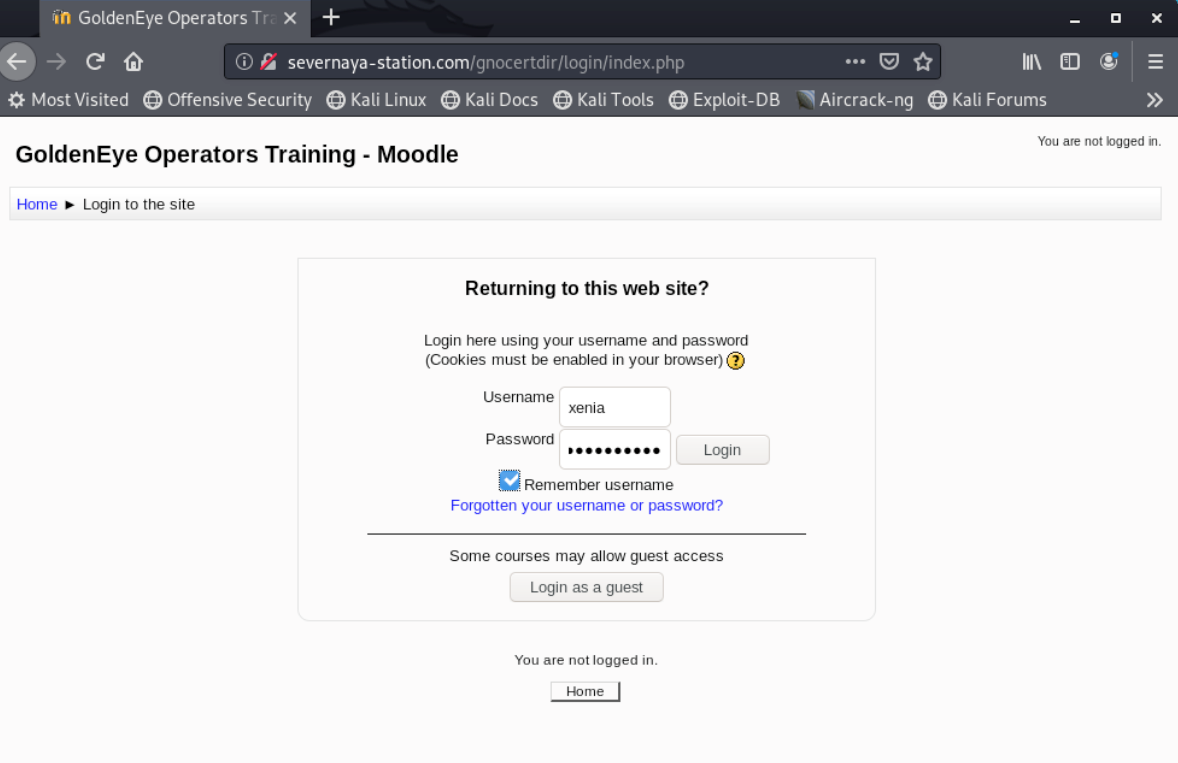 GoldenEye Operators Tra
severnaya-station.com/gnocertdir/login/index.php
Most Visited Offensive Security Kali Linux Kali Docs Kali Tools Exploit-DB Aircrack-ng Kali Forums
You are not logged in.
GoldenEye Operators Training - Moodle
Home ► Login to the site
Returning to this web site?
Login here using your username and password
(Cookies must be enabled in your browser) ?
Username xenia
Password Login
Remember username
Forgotten your username or password?
Some courses may allow guest access
Login as a guest
You are not logged in.
Home